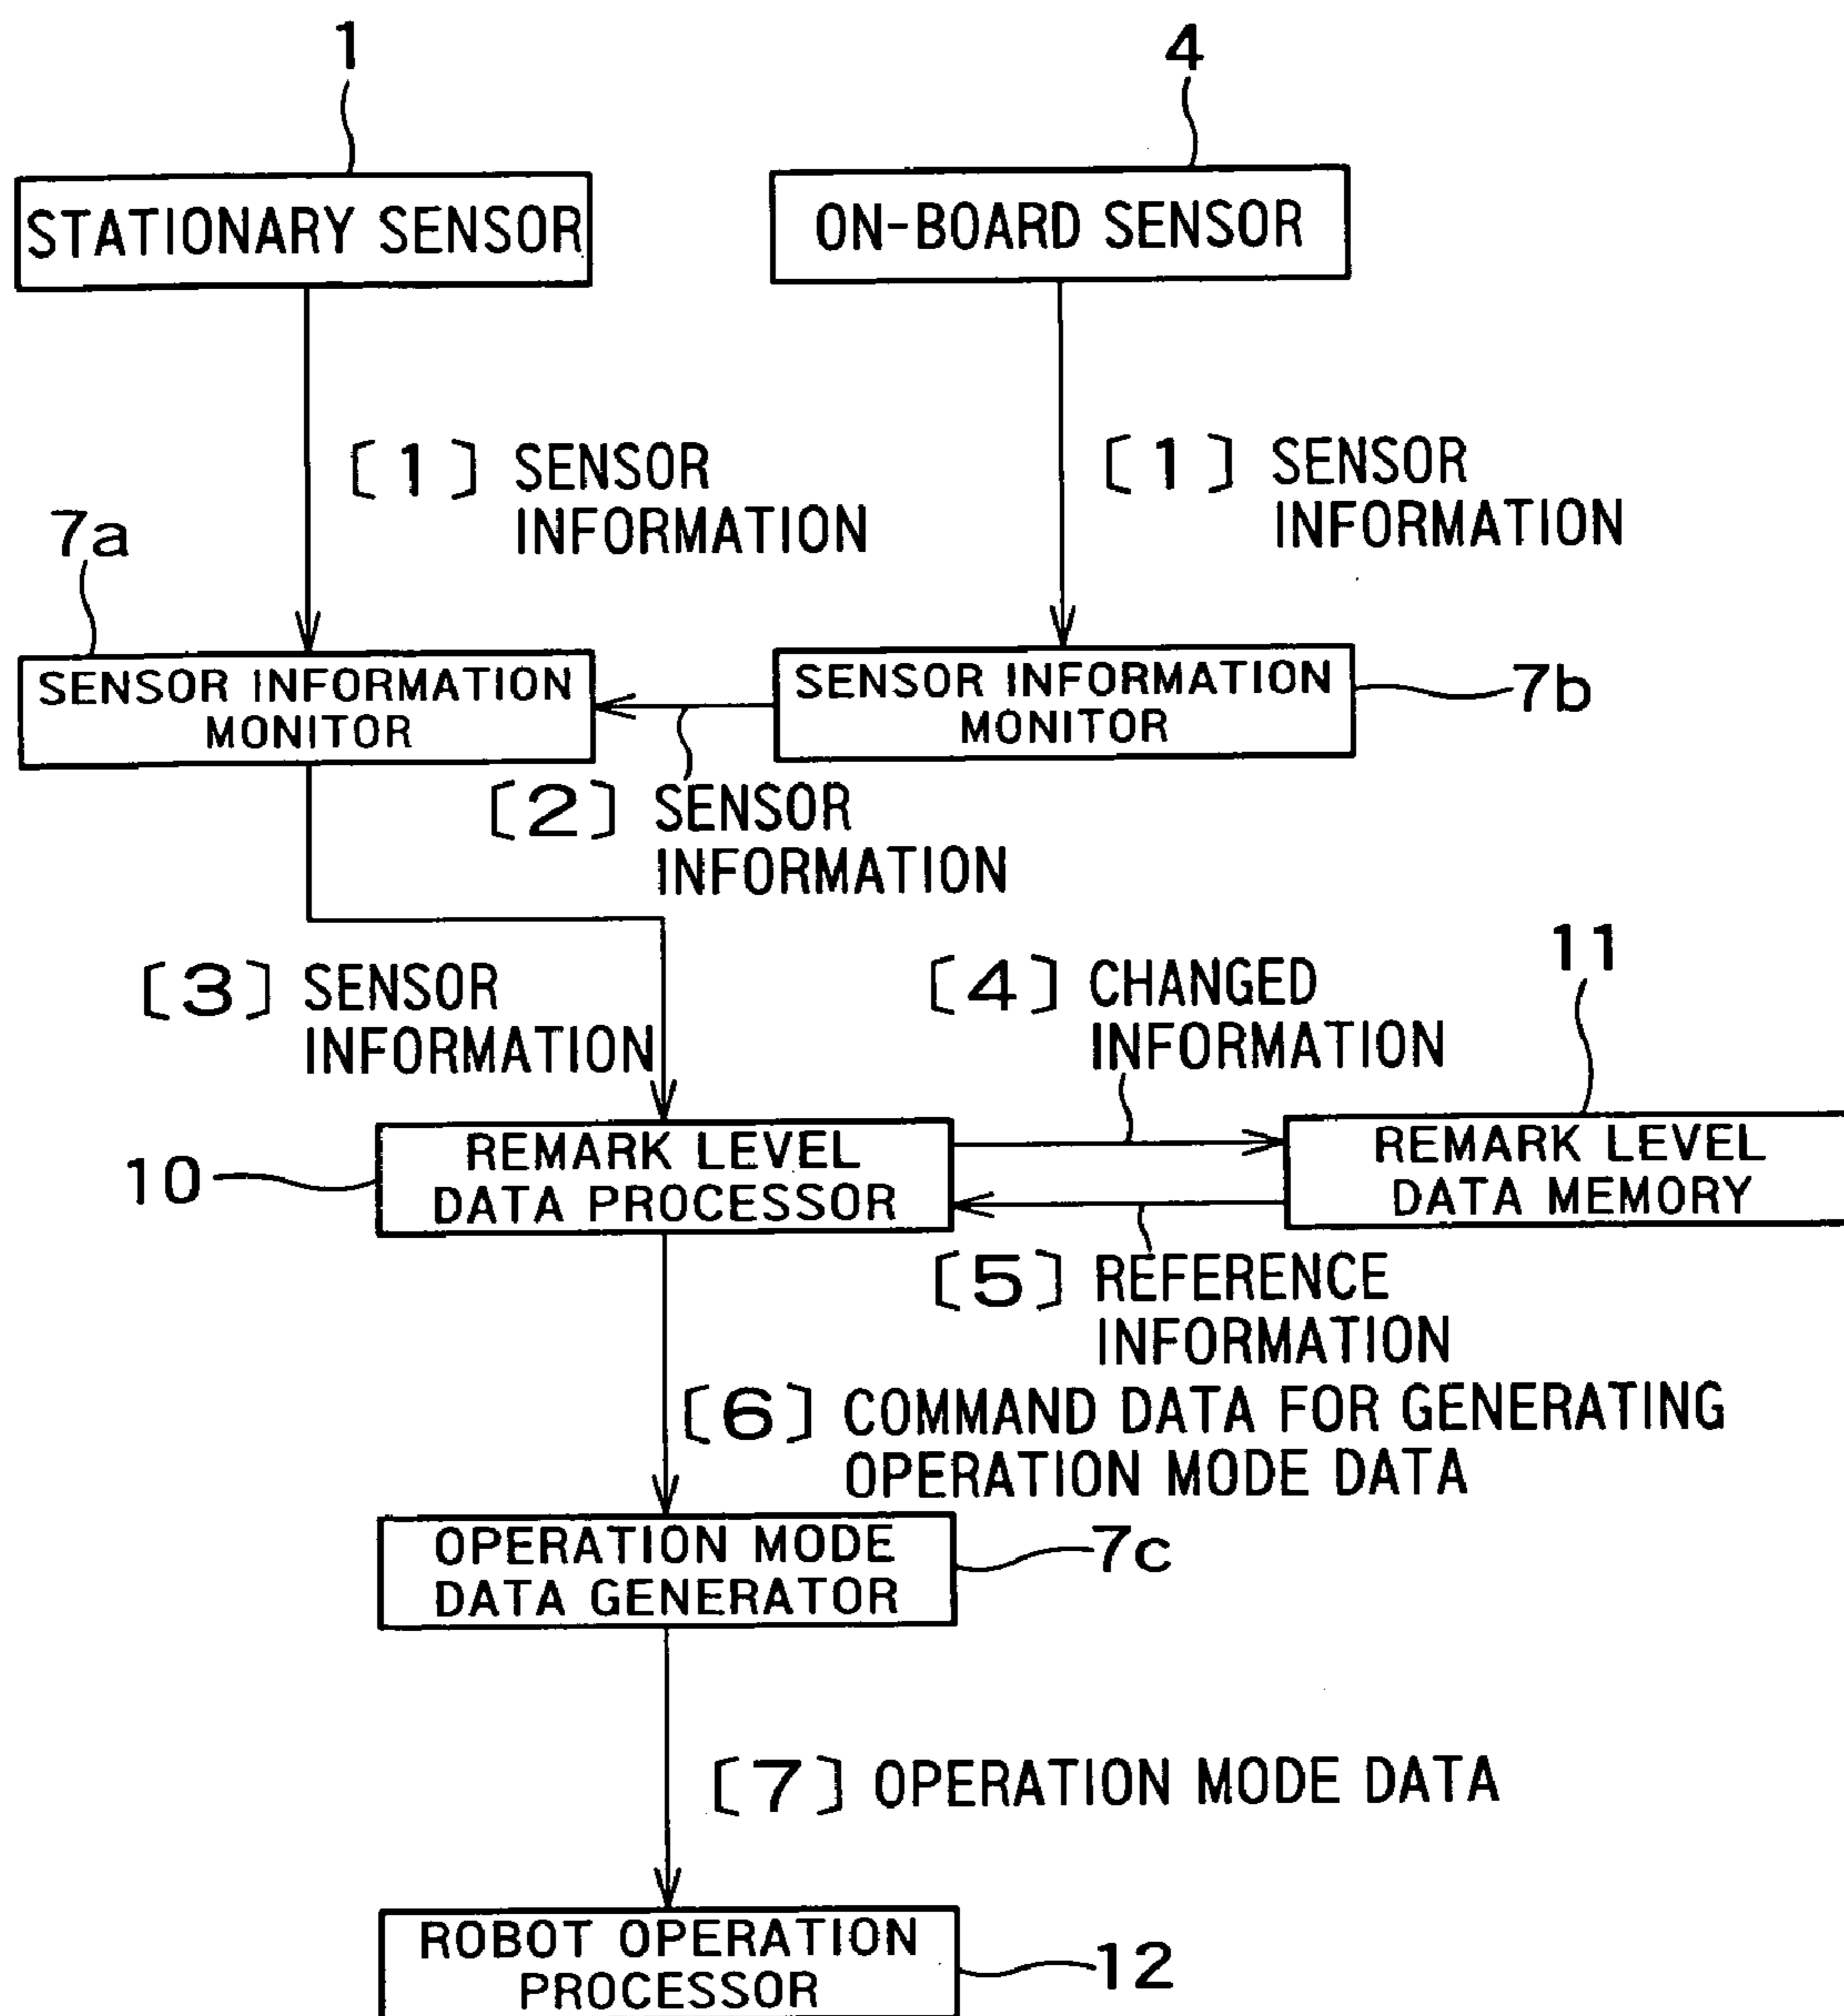 1
4
STATIONARY SENSOR
ON-BOARD SENSOR
[1] SENSOR
INFORMATION
[1] SENSOR
INFORMATION
7a
SENSOR INFORMATION
MONITOR
SENSOR INFORMATION
MONITOR
7b
[2] SENSOR
INFORMATION
[3] SENSOR
INFORMATION
[4] CHANGED
INFORMATION
11
10
REMARK LEVEL
DATA PROCESSOR
REMARK LEVEL
DATA MEMORY
[5] REFERENCE
INFORMATION
[6] COMMAND DATA FOR GENERATING
OPERATION MODE DATA
OPERATION MODE
DATA GENERATOR
7c
[7] OPERATION MODE DATA
ROBOT OPERATION
PROCESSOR
12